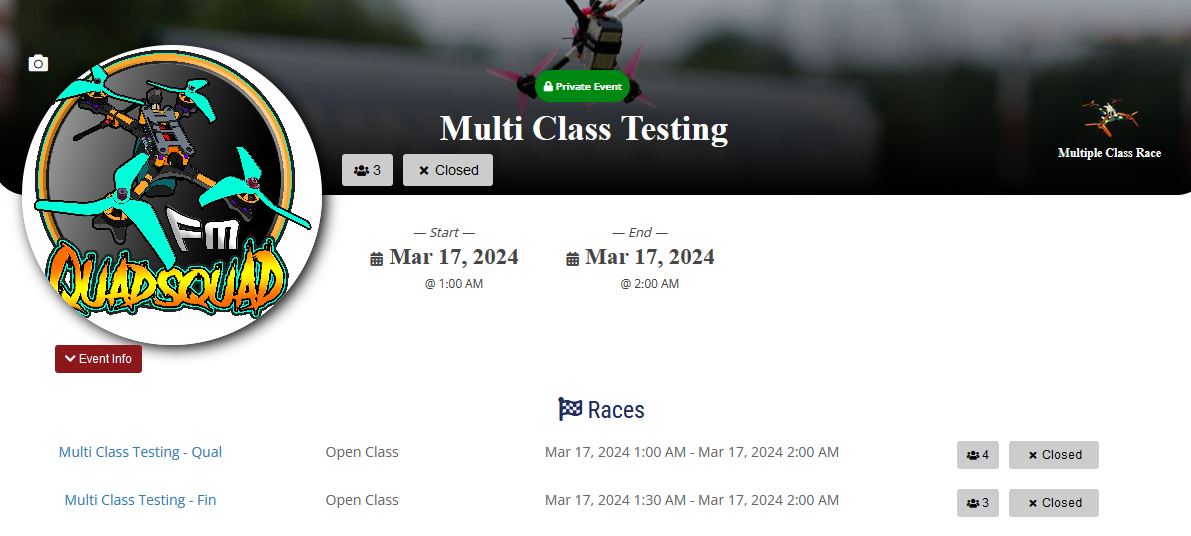 Private Event
Multi Class Testing
Multiple Class Race
3
Closed
Fm
QUADSQUAD
— Start —
Mar 17, 2024
@ 1:00 AM
— End —
Mar 17, 2024
@ 2:00 AM
Event Info
Races
Multi Class Testing - Qual Open Class Mar 17, 2024 1:00 AM - Mar 17, 2024 2:00 AM 4 Closed
Multi Class Testing - Fin Open Class Mar 17, 2024 1:30 AM - Mar 17, 2024 2:00 AM 3 Closed